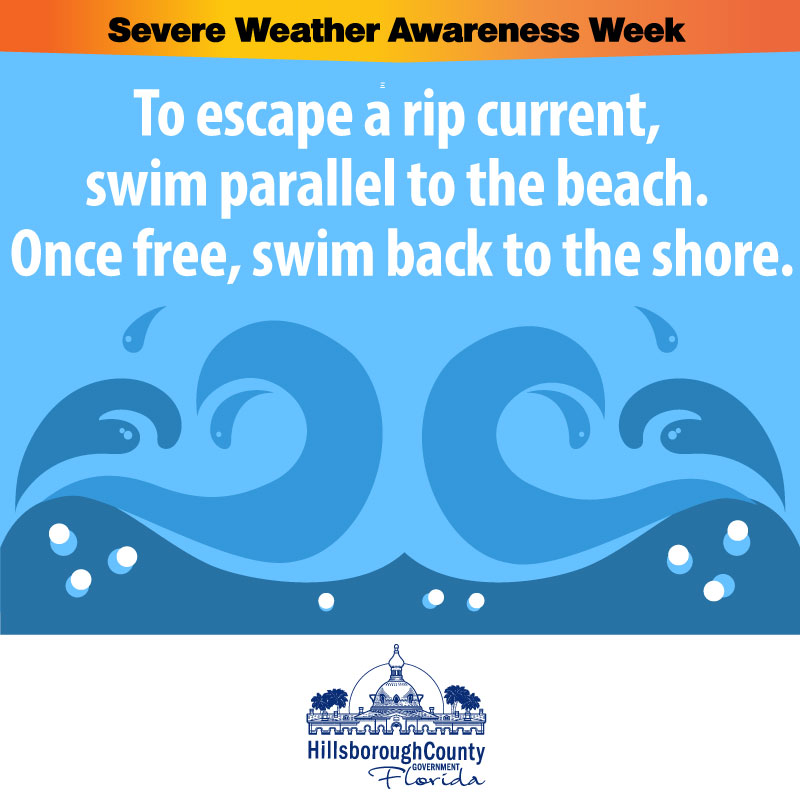 Severe Weather Awareness Week
To escape a rip current,
swim parallel to the beach.
Once free, swim back to the shore.
HillsboroughCounty
GOVERNMENT
Florida